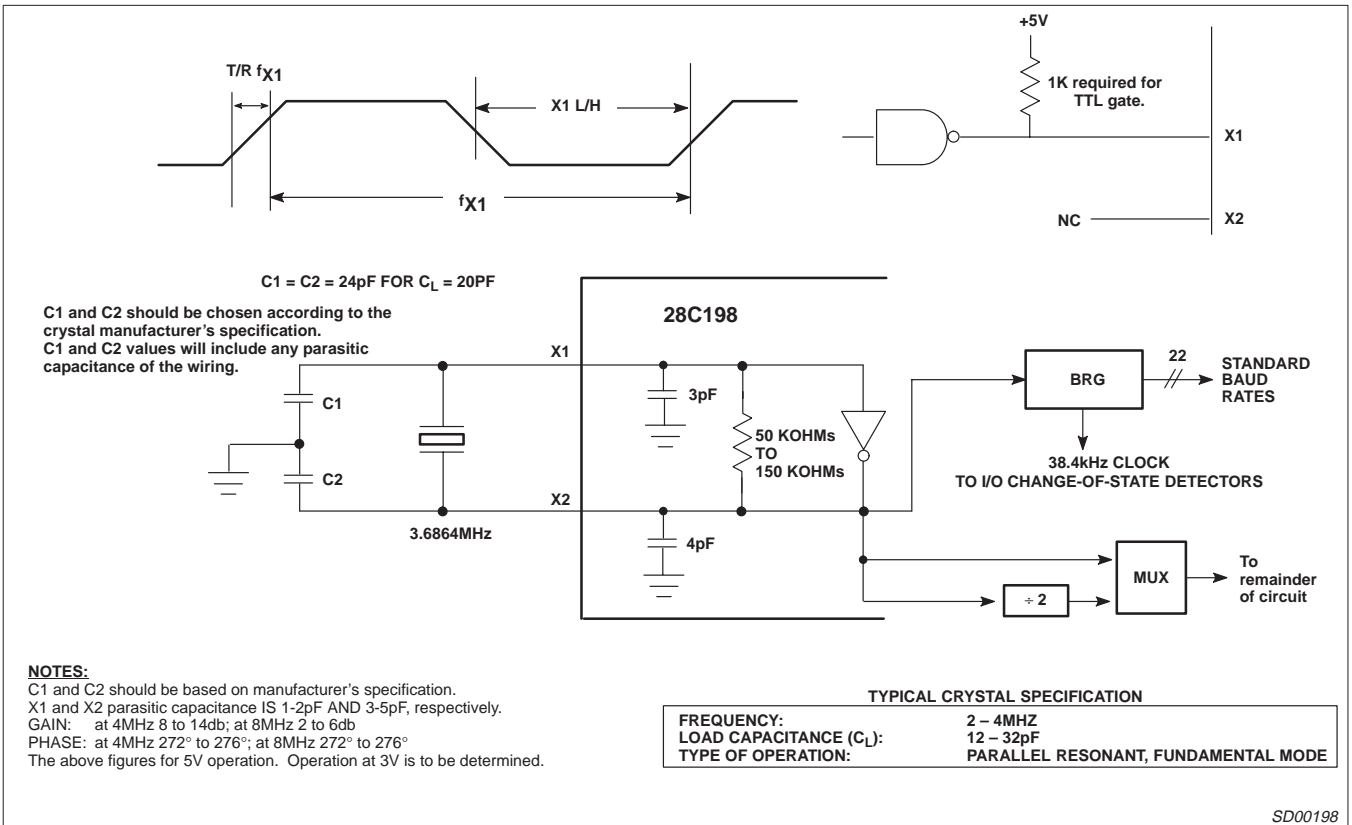 T/R fX1
X1 L/H
fX1
+5V
1K required for
TTL gate.
X1
NC
X2
C1 = C2 = 24pF FOR CL = 20PF
C1 and C2 should be chosen according to the
crystal manufacturer's specification.
C1 and C2 values will include any parasitic
capacitance of the wiring.
28C198
X1
C1
C2
3.6864MHz
X2
3pF
50 KOHMs
TO
150 KOHMs
4pF
BRG
22
STANDARD
BAUD
RATES
38.4kHz CLOCK
TO I/O CHANGE-OF-STATE DETECTORS
÷ 2
MUX
To
remainder
of circuit
NOTES:
C1 and C2 should be based on manufacturer's specification.
X1 and X2 parasitic capacitance IS 1-2pF AND 3-5pF, respectively.
GAIN: at 4MHz 8 to 14db; at 8MHz 2 to 6db
PHASE: at 4MHz 272° to 276°; at 8MHz 272° to 276°
The above figures for 5V operation. Operation at 3V is to be determined.
TYPICAL CRYSTAL SPECIFICATION
FREQUENCY: 2 – 4MHZ
LOAD CAPACITANCE (CL): 12 – 32pF
TYPE OF OPERATION: PARALLEL RESONANT, FUNDAMENTAL MODE
SD00198